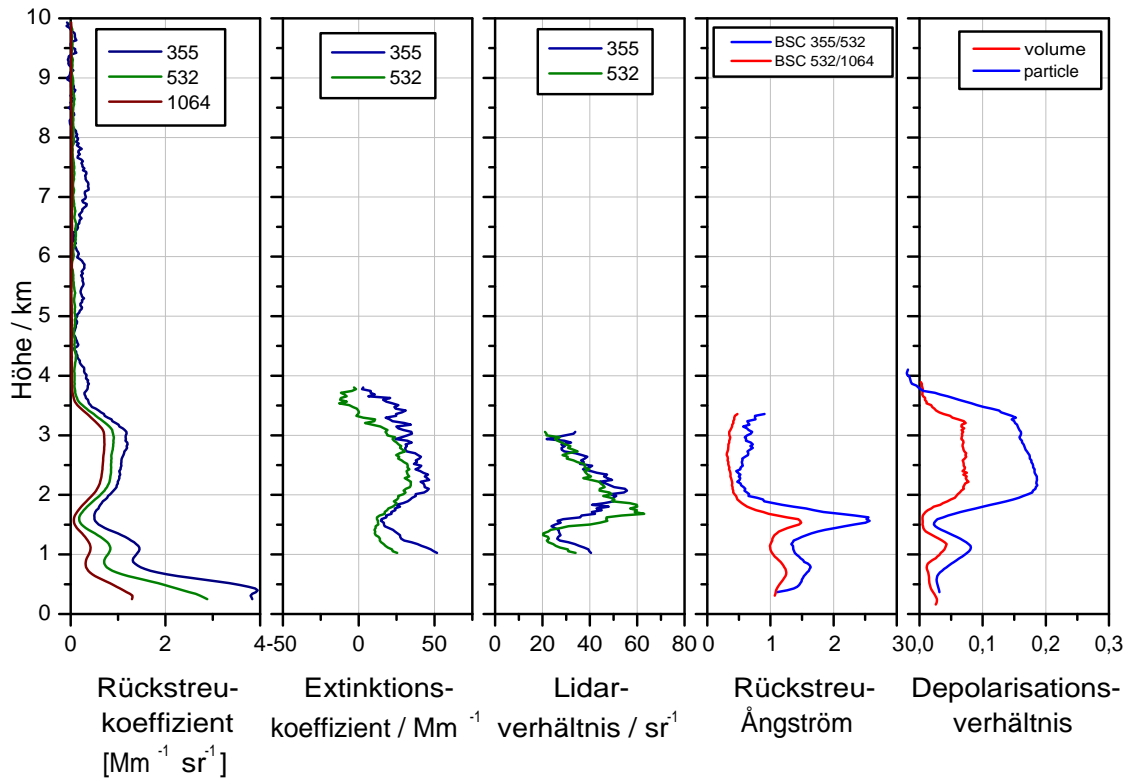 10
9
8
7
6
5
4
3
2
1
0
Höhe / km
355
532
1064
355
532
355
532
BSC 355/532
BSC 532/1064
volume
particle
0 2 4
-50 0 50
0 20 40 60 80
0 1 2 3
0,0 0,1 0,2 0,3
Rückstreu-
koeffizient
[Mm⁻¹ sr⁻¹]
Extinktions-
koeffizient / Mm⁻¹
Lidar-
verhältnis / sr⁻¹
Rückstreu-
Ångström
Depolarisations-
verhältnis